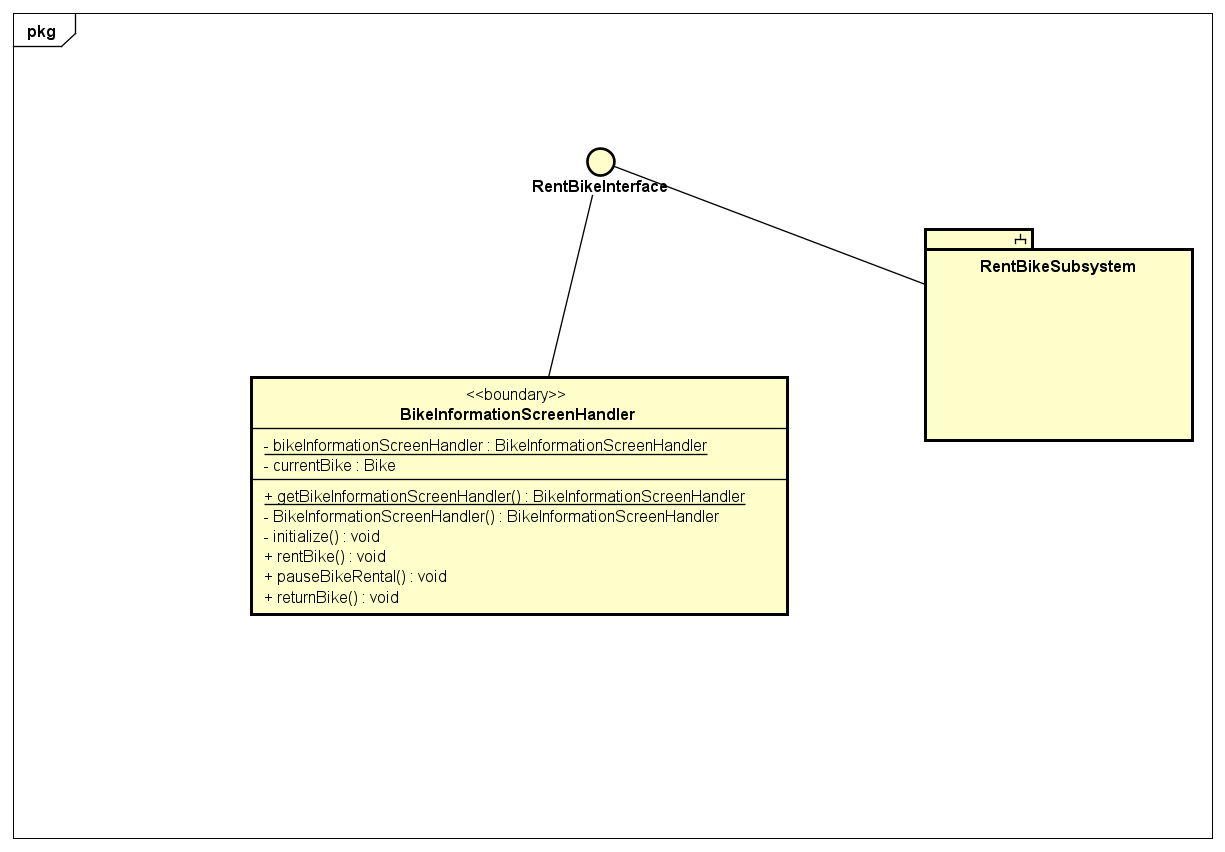 pkg
RentBikeInterface
RentBikeSubsystem
<<boundary>>
BikeInformationScreenHandler
- bikeInformationScreenHandler : BikeInformationScreenHandler
- currentBike : Bike
+ getBikeInformationScreenHandler() : BikeInformationScreenHandler
- BikeInformationScreenHandler() : BikeInformationScreenHandler
- initialize() : void
+ rentBike() : void
+ pauseBikeRental() : void
+ returnBike() : void